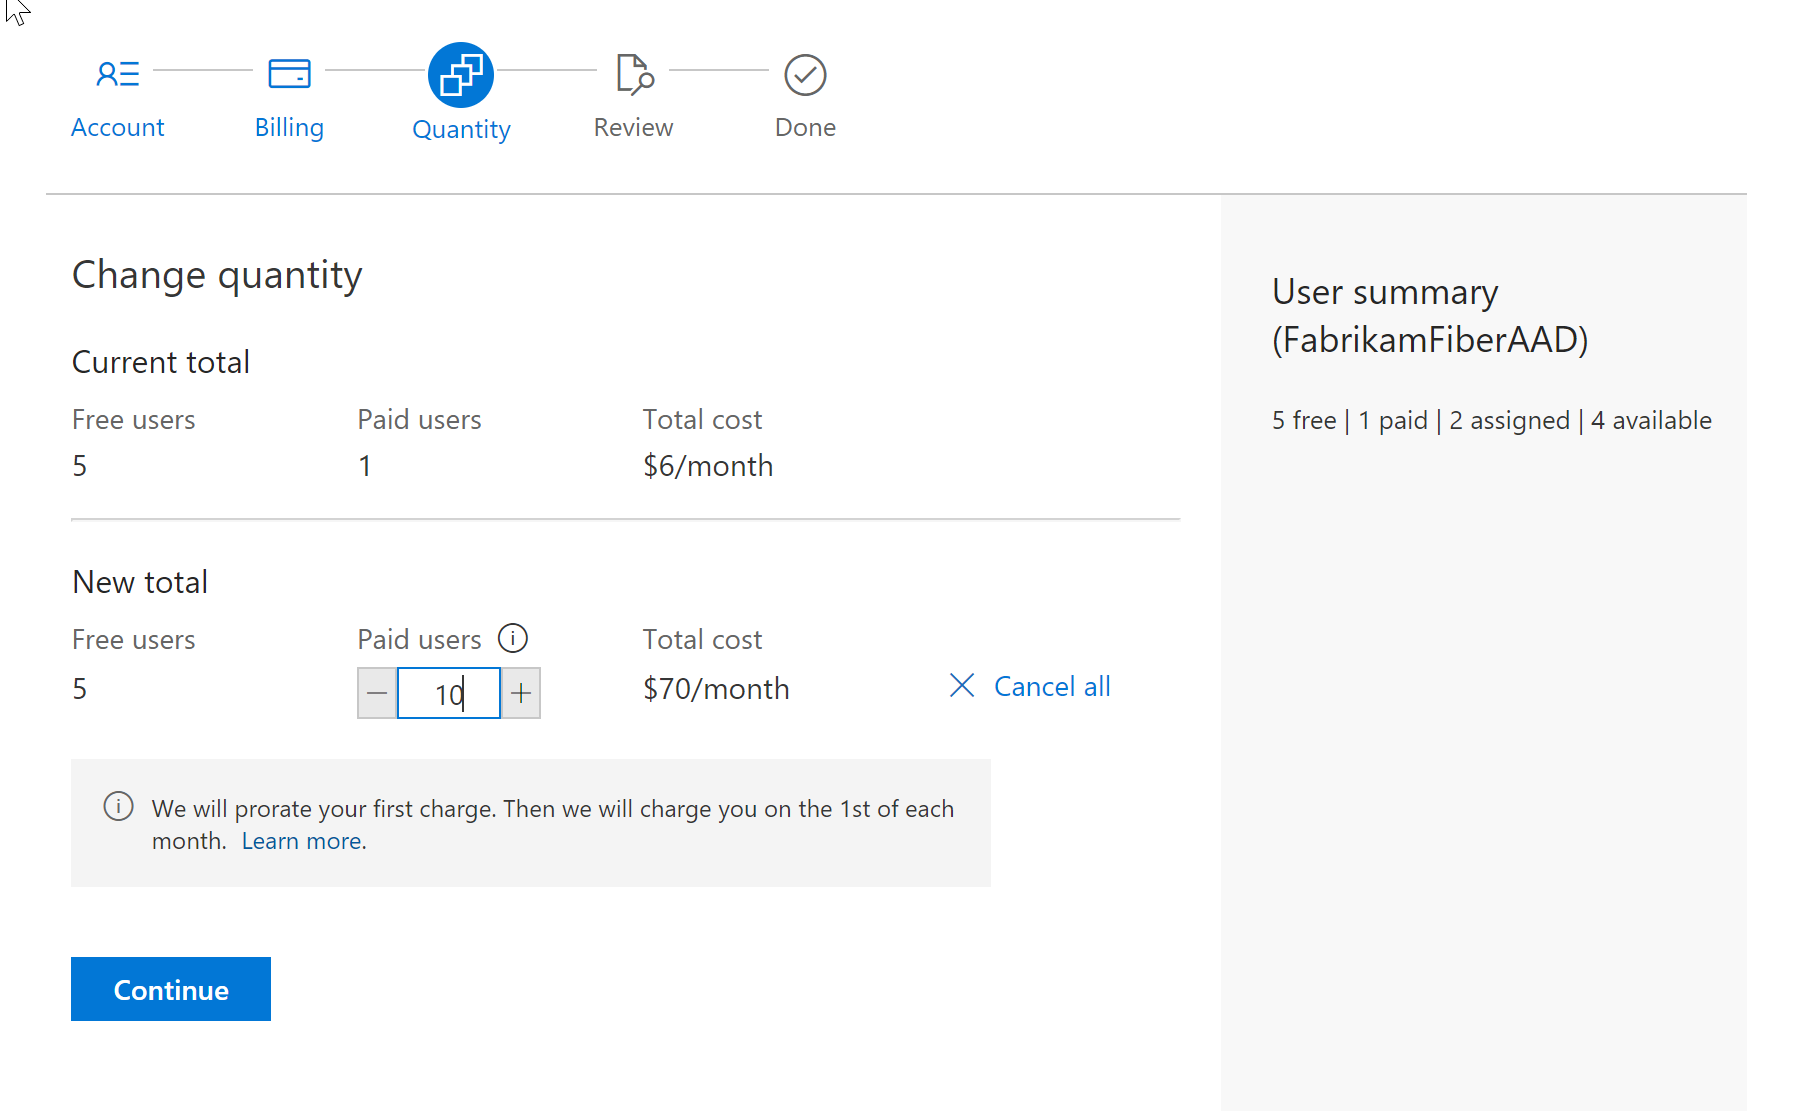 Account
Billing
Quantity
Review
Done
Change quantity
Current total
Free users
Paid users
Total cost
5
1
$6/month
New total
Free users
Paid users
Total cost
5
10
$70/month
Cancel all
We will prorate your first charge. Then we will charge you on the 1st of each
month. Learn more.
Continue
User summary
(FabrikamFiberAAD)
5 free | 1 paid | 2 assigned | 4 available